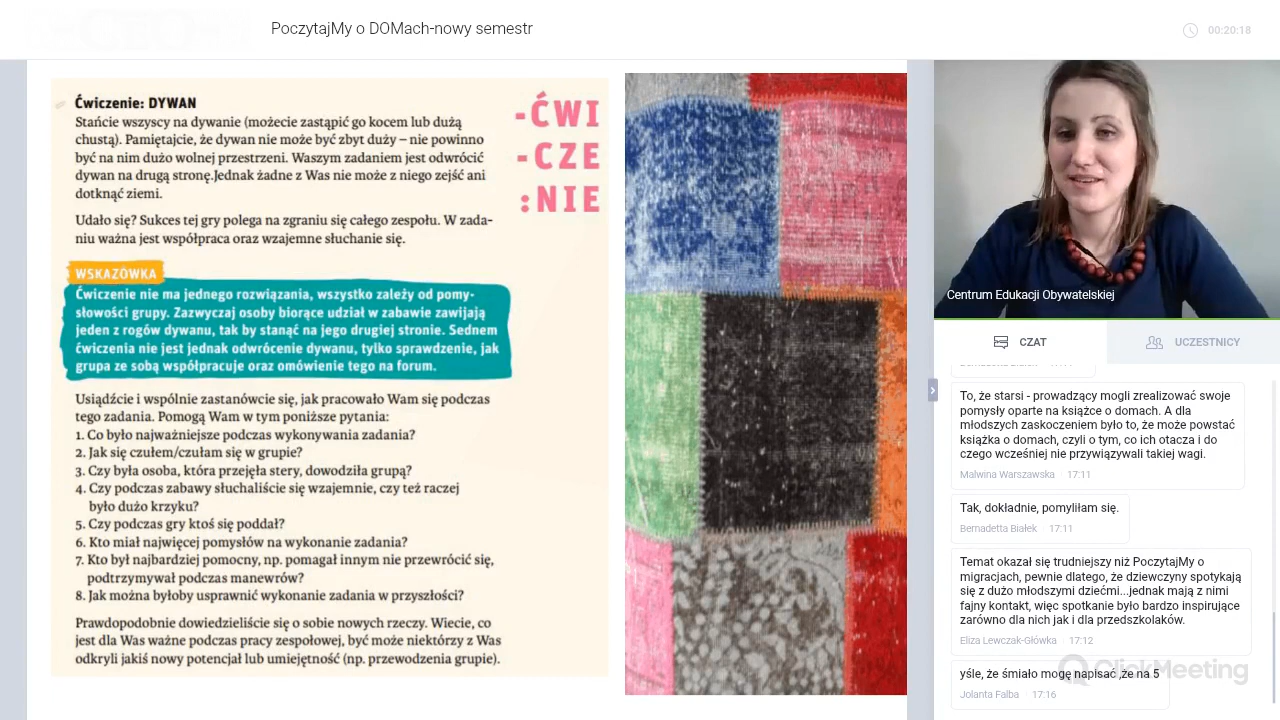 PoczytajMy o DOMach-nowy semestr
00:20:18
Ćwiczenie: DYWAN
Stańcie wszyscy na dywanie (możecie zastąpić go kocem lub dużą
chustą). Pamiętajcie, że dywan nie może być zbyt duży – nie powinno
być na nim dużo wolnej przestrzeni. Waszym zadaniem jest odwrócić
dywan na drugą stronę.Jednak żadne z Was nie może z niego zejść ani
dotknąć ziemi.
Udało się? Sukces tej gry polega na zgraniu się całego zespołu. W zada-
niu ważna jest współpraca oraz wzajemne słuchanie się.
-ĆWI
-CZE
:NIE
WSKAZÓWKA
Ćwiczenie nie ma jednego rozwiązania, wszystko zależy od pomy-
słowości grupy. Zazwyczaj osoby biorące udział w zabawie zawijają
jeden z rogów dywanu, tak by stanąć na jego drugiej stronie. Sednem
ćwiczenia nie jest jednak odwrócenie dywanu, tylko sprawdzenie, jak
grupa ze sobą współpracuje oraz omówienie tego na forum.
Usiądźcie i wspólnie zastanówcie się, jak pracowało Wam się podczas
tego zadania. Pomogą Wam w tym poniższe pytania:
1. Co było najważniejsze podczas wykonywania zadania?
2. Jak się czułem/czułam się w grupie?
3. Czy była osoba, która przejęła stery, dowodziła grupą?
4. Czy podczas zabawy słuchaliście się wzajemnie, czy też raczej
było dużo krzyku?
5. Czy podczas gry ktoś się poddał?
6. Kto miał najwięcej pomysłów na wykonanie zadania?
7. Kto był najbardziej pomocny, np. pomagał innym nie przewrócić się,
podtrzymywał podczas manewrów?
8. Jak można byłoby usprawnić wykonanie zadania w przyszłości?
Prawdopodobnie dowiedzieliście się o sobie nowych rzeczy. Wiecie, co
jest dla Was ważne podczas pracy zespołowej, być może niektórzy z Was
odkryli jakiś nowy potencjał lub umiejętność (np. przewodzenia grupie).
Centrum Edukacji Obywatelskiej
CZAT
UCZESTNICY
To, że starsi - prowadzący mogli zrealizować swoje
pomysły oparte na książce o domach. A dla
młodszych zaskoczeniem było to, że może powstać
książka o domach, czyli o tym, co ich otacza i do
czego wcześniej nie przywiązywali takiej wagi.
Malwina Warszawska · 17:11
Tak, dokładnie, pomyliłam się.
Bernadetta Białek · 17:11
Temat okazał się trudniejszy niż PoczytajMy o
migracjach, pewnie dlatego, że dziewczyny spotykają
się z dużo młodszymi dziećmi...jednak mają z nimi
fajny kontakt, więc spotkanie było bardzo inspirujące
zarówno dla nich jak i dla przedszkolaków.
Eliza Lewczak-Główka · 17:12
yśle, że śmiało mogę napisać ,że na 5
Jolanta Falba · 17:16
ClickMeeting